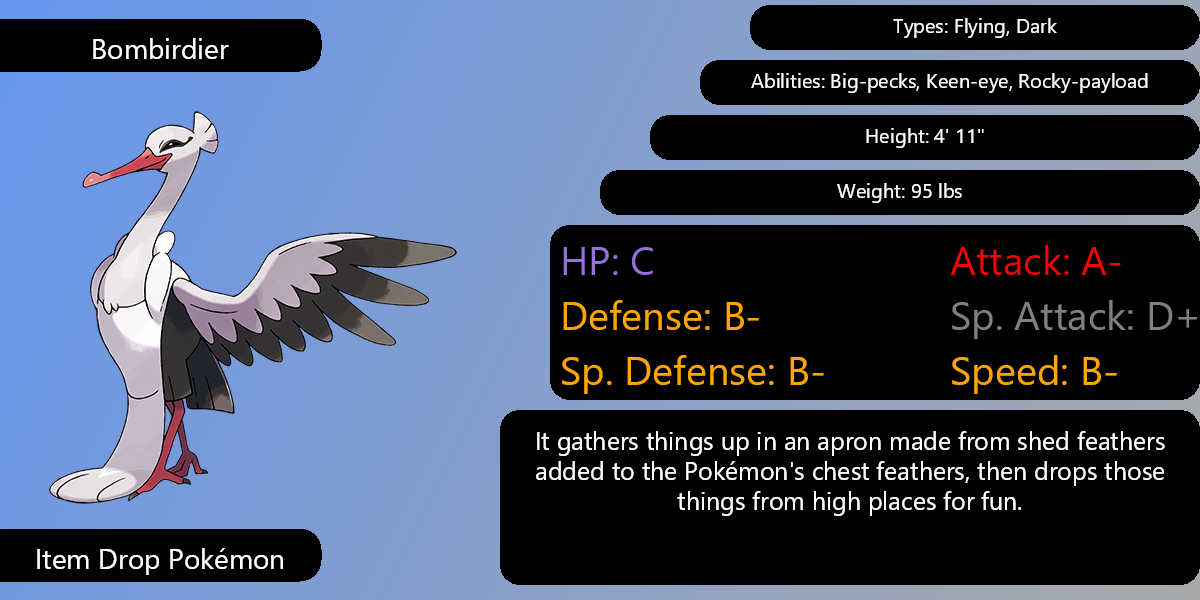 Bombirdier
Types: Flying, Dark
Abilities: Big-pecks, Keen-eye, Rocky-payload
Height: 4' 11"
Weight: 95 lbs
HP: C
Attack: A-
Defense: B-
Sp. Attack: D+
Sp. Defense: B-
Speed: B-
It gathers things up in an apron made from shed feathers
added to the Pokémon's chest feathers, then drops those
things from high places for fun.
Item Drop Pokémon